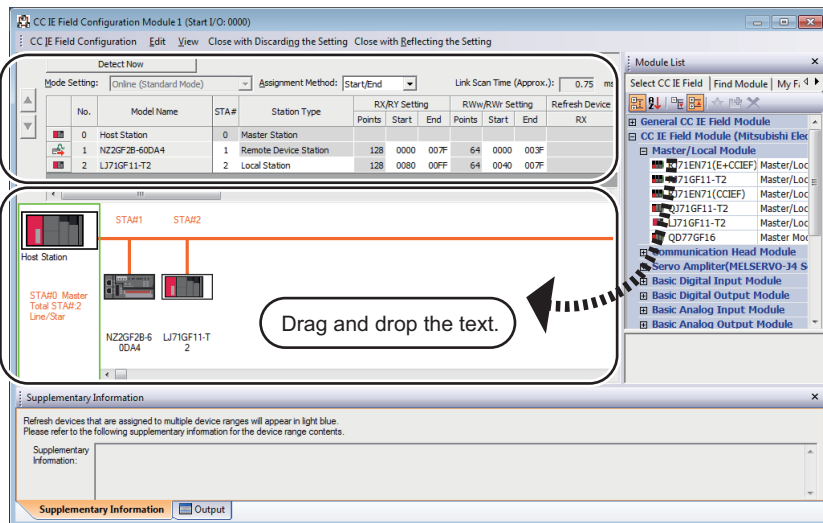 CC IE Field Configuration Module 1 (Start I/O: 0000)
CC IE Field Configuration Edit View Close with Discarding the Setting Close with Reflecting the Setting
Detect Now
Mode Setting: Online (Standard Mode) Assignment Method: Start/End Link Scan Time (Approx.): 0.75 ms
No. Model Name STA# Station Type RX/RY Setting RWw/RWr Setting Refresh Device
Points Start End Points Start End RX
0 Host Station 0 Master Station
1 NZ2GF2B-60DA4 1 Remote Device Station 128 0000 007F 64 0000 003F
2 LJ71GF11-T2 2 Local Station 128 0080 00FF 64 0040 007F
STA#1 STA#2
Host Station
STA#0 Master
Total STA#:2
Line/Star
NZ2GF2B-6
0DA4
LJ71GF11-T
2
Drag and drop the text.
Module List
Select CC IE Field Find Module My F
General CC IE Field Module
CC IE Field Module (Mitsubishi Elec
Master/Local Module
RJ71EN71(E+CCIEF) Master/Loc
RJ71GF11-T2 Master/Loc
RJ71EN71(CCIEF) Master/Loc
QJ71GF11-T2 Master/Loc
LJ71GF11-T2 Master/Loc
QD77GF16 Master Mod
Communication Head Module
Servo Ampliter(MELSERVO-J4 S
Basic Digital Input Module
Basic Digital Output Module
Basic Analog Input Module
Basic Analog Output Module
Supplementary Information
Refresh devices that are assigned to multiple device ranges will appear in light blue.
Please refer to the following supplementary information for the device range contents.
Supplementary
Information:
Supplementary Information Output